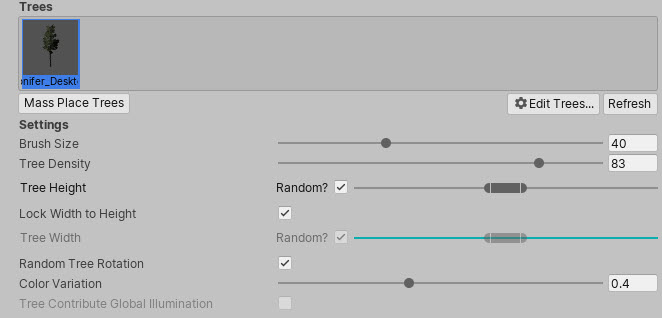 Trees
onifer_Deskt
Mass Place Trees
Edit Trees... Refresh
Settings
Brush Size 40
Tree Density 83
Tree Height Random?
Lock Width to Height
Tree Width Random?
Random Tree Rotation
Color Variation 0.4
Tree Contribute Global Illumination